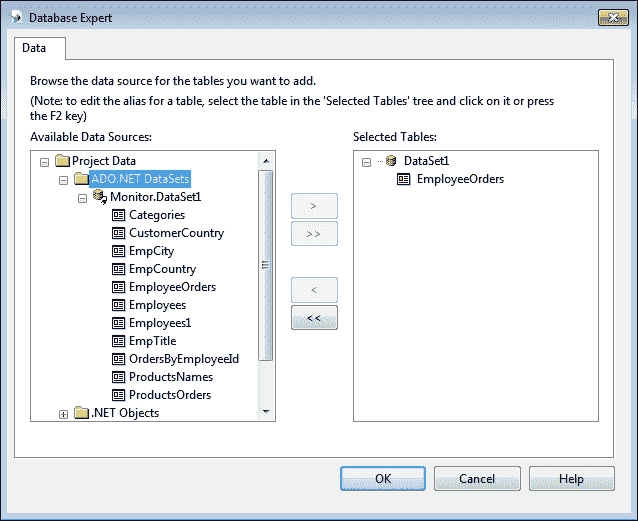 Database Expert
Data
Browse the data source for the tables you want to add.
(Note: to edit the alias for a table, select the table in the 'Selected Tables' tree and click on it or press
the F2 key)
Available Data Sources:
Project Data
ADO.NET DataSets
Monitor.DataSet1
Categories
CustomerCountry
EmpCity
EmpCountry
EmployeeOrders
Employees
Employees1
EmpTitle
OrdersByEmployeeId
ProductsNames
ProductsOrders
.NET Objects
>
>>
<
<<
Selected Tables:
DataSet1
EmployeeOrders
OK
Cancel
Help